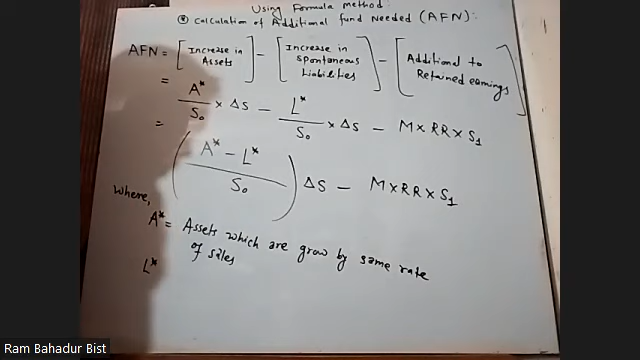 Using Formula Method
* Calculation of Additional fund Needed (AFN):
AFN = [Increase in Assets] - [Increase in Spontaneous Liabilities] - [Additional to Retained earnings]
= A*/S₀ × ΔS - L*/S₀ × ΔS - M×RR×S₁
= (A* - L*/S₀) ΔS - M×RR×S₁
Where,
A* = Assets which are grow by same rate
of sales
L*
Ram Bahadur Bist